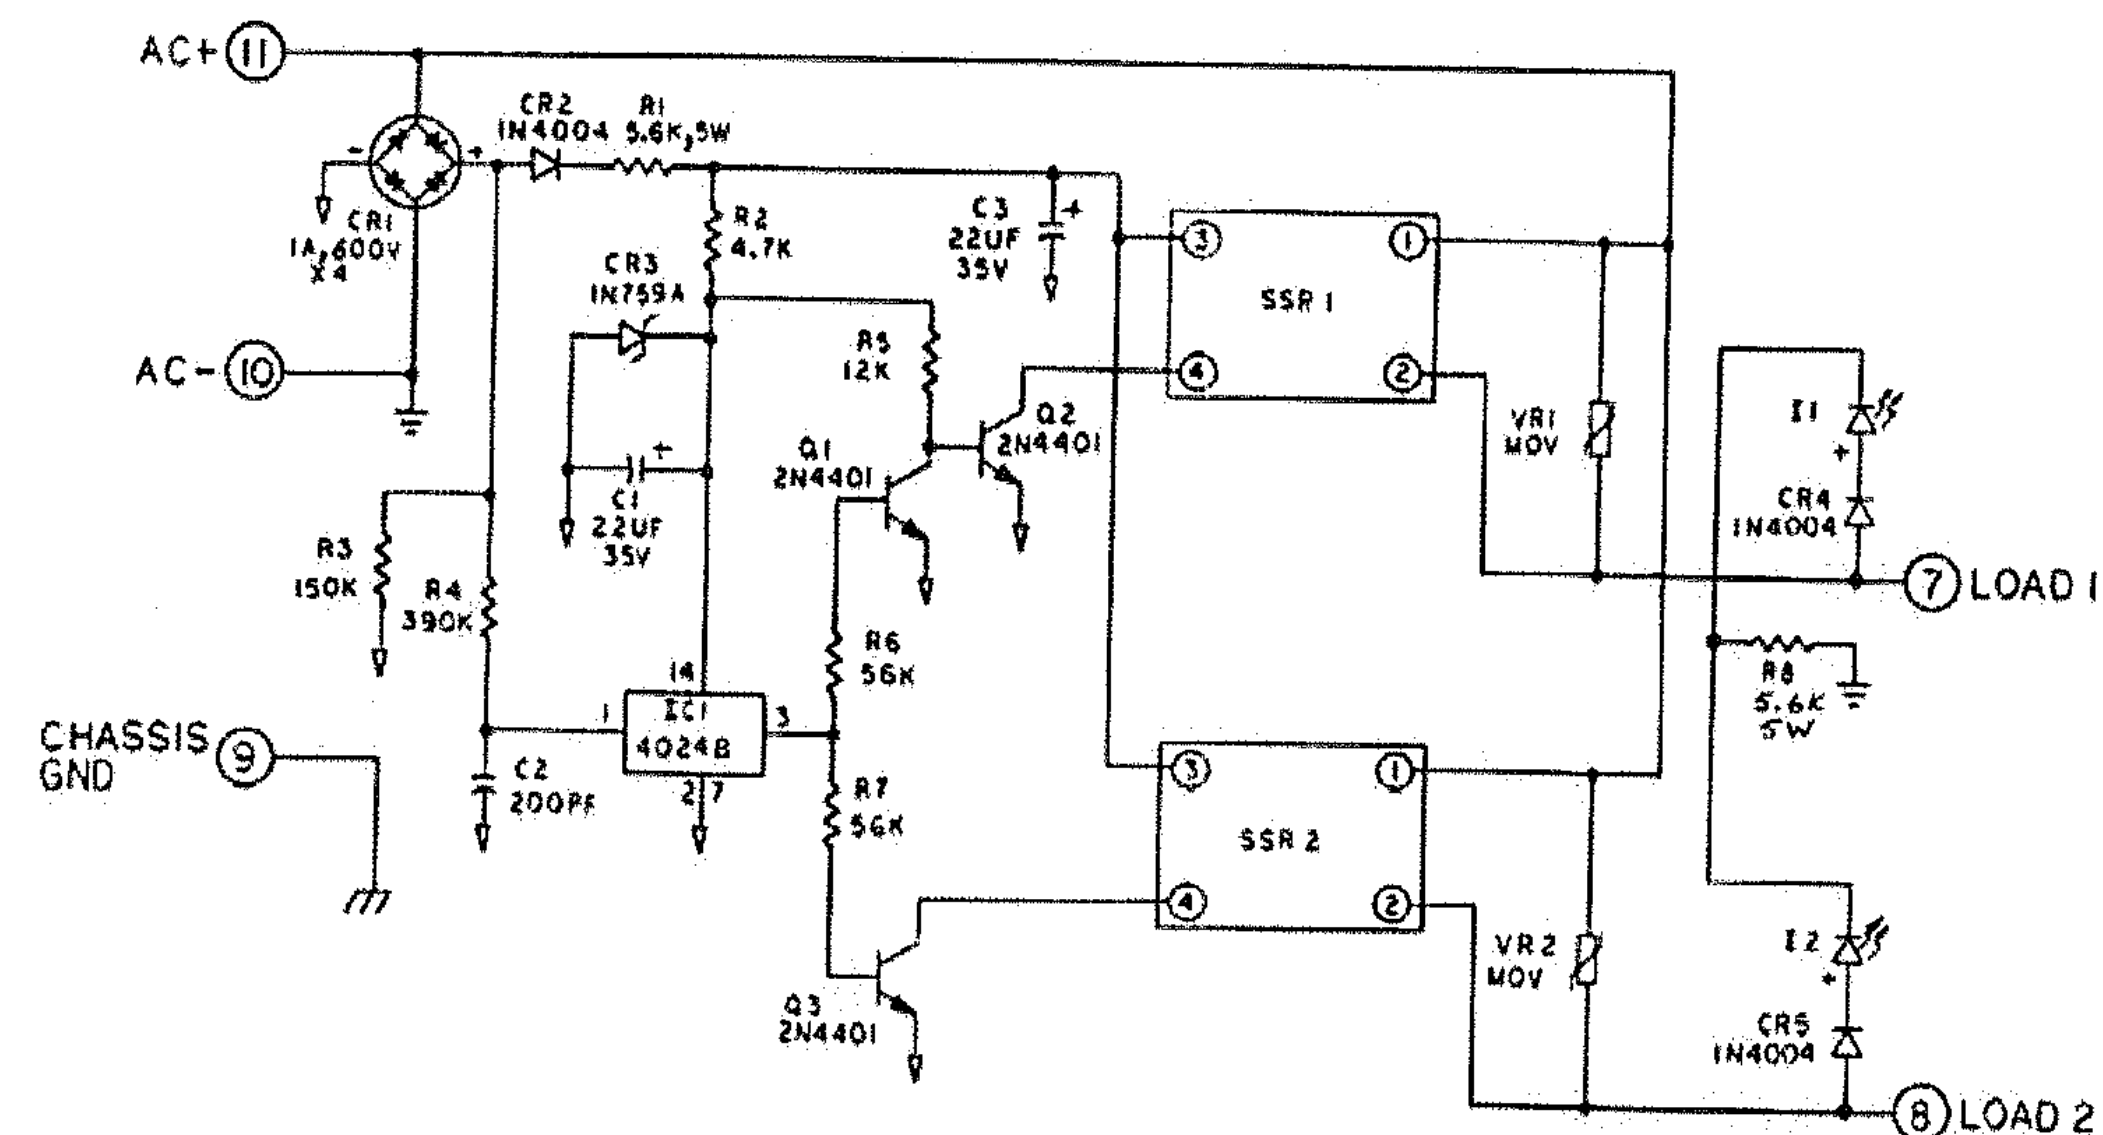 AC+ 11
CR2
1N4004
R1
5.6K,5W
- +
CR1
1A,600V
X4
R2
4.7K
C3 +
22UF
35V
3
1
SSR 1
4
2
CR3
1N759A
R5
12K
AC- 10
Q2
2N4401
Q1
2N4401
+
C1
22UF
35V
VR1
MOV
I1
+
CR4
1N4004
7 LOAD 1
R3
150K
R4
390K
R6
56K
R8
5.6K
5W
14
IC1
4024B
1
3
2 7
CHASSIS
GND
9
C2
200PF
R7
56K
3
1
SSR 2
4
2
VR2
MOV
I2
+
CR5
1N4004
Q3
2N4401
8 LOAD 2